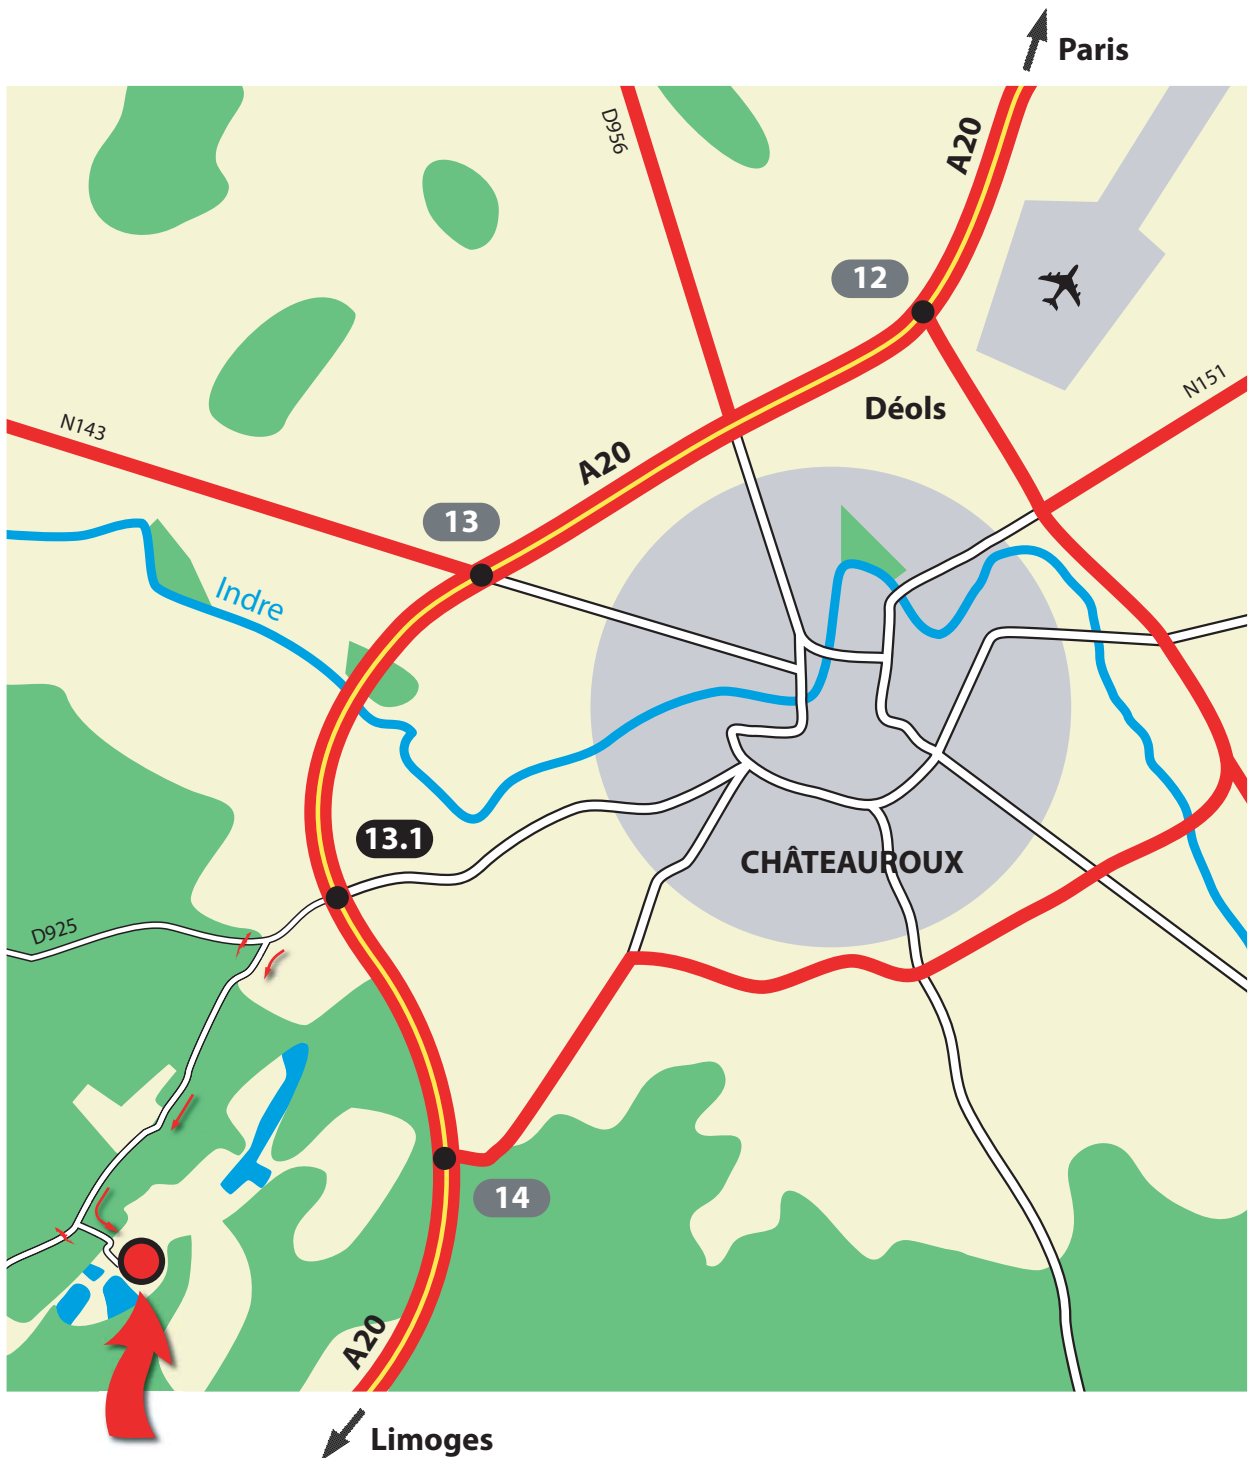 Paris
D956
A20
12
N151
Déols
N143
A20
13
Indre
13.1
CHÂTEAUROUX
D925
14
A20
Limoges